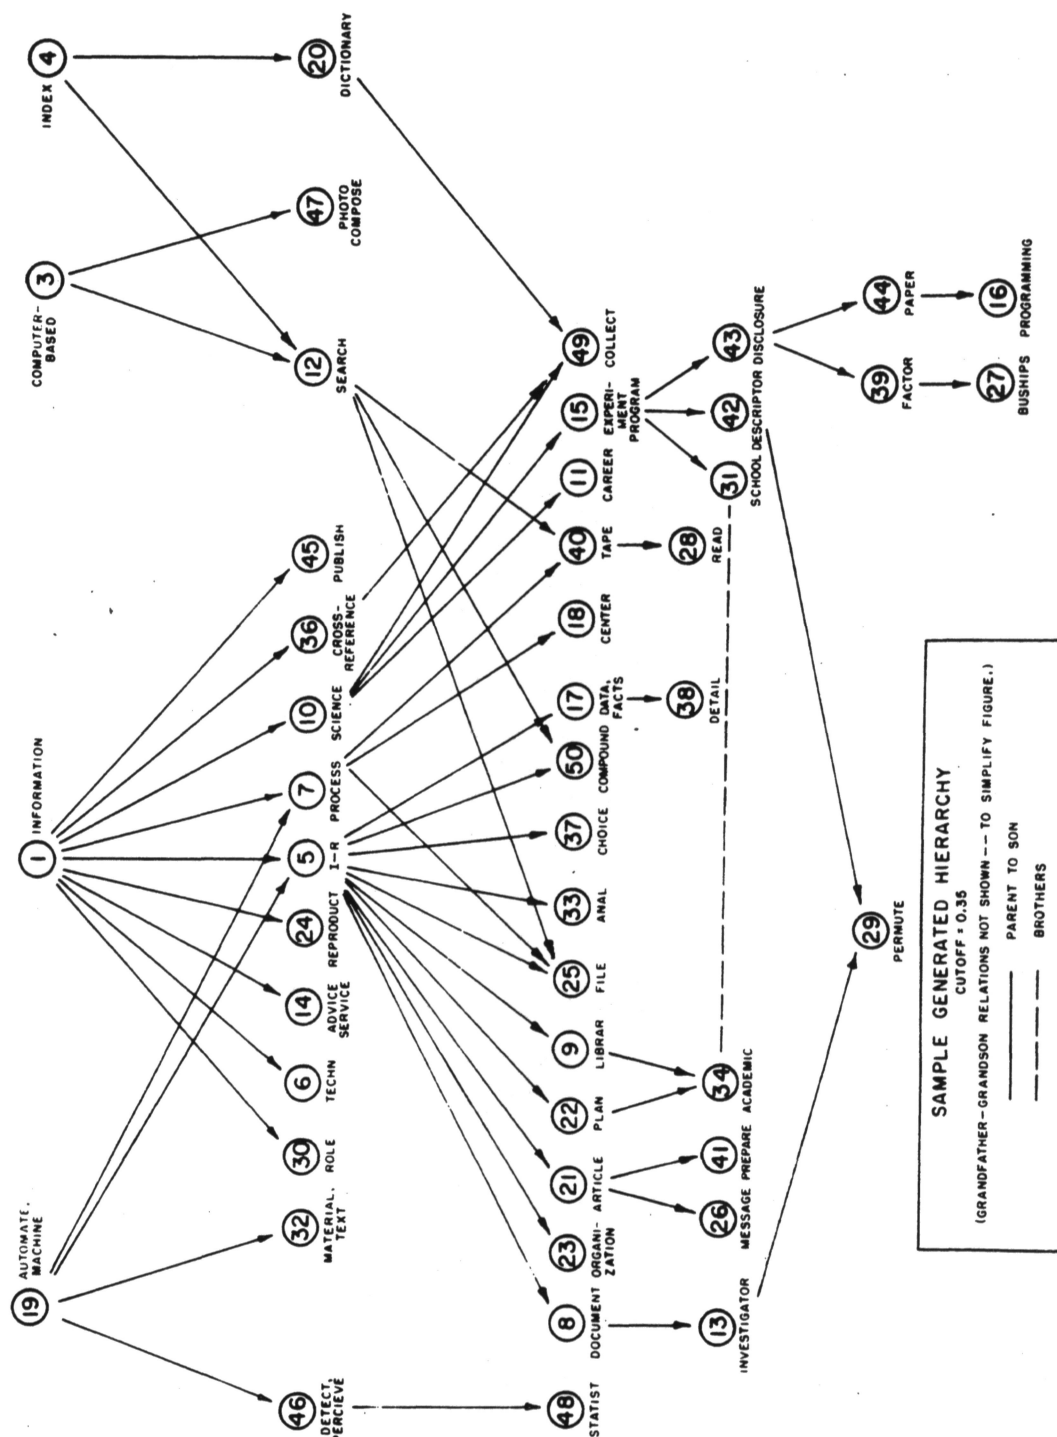 19
AUTOMATE,
MACHINE
1
INFORMATION
COMPUTER-
BASED
3
INDEX
4
46
DETECT,
PERCIEVE
32
MATERIAL,
TEXT
30
ROLE
6
TECHN
14
ADVICE
SERVICE
24
REPRODUCT
5
I-R
7
PROCESS
10
SCIENCE
36
CROSS-
REFERENCE
45
PUBLISH
12
SEARCH
47
PHOTO
COMPOSE
20
DICTIONARY
48
STATIST
8
DOCUMENT
23
ORGANI-
ZATION
21
ARTICLE
22
PLAN
9
LIBRAR
25
FILE
33
ANAL
37
CHOICE
50
COMPOUND
17
DATA,
FACTS
18
CENTER
40
TAPE
11
CAREER
15
EXPERI-
MENT
PROGRAM
49
COLLECT
13
INVESTIGATOR
26
MESSAGE
41
PREPARE
34
ACADEMIC
38
DETAIL
28
READ
31
SCHOOL
42
DESCRIPTOR
43
DISCLOSURE
29
PERMUTE
39
FACTOR
44
PAPER
27
BUSHIPS
16
PROGRAMMING
SAMPLE GENERATED HIERARCHY
CUTOFF = 0.35
(GRANDFATHER-GRANDSON RELATIONS NOT SHOWN -- TO SIMPLIFY FIGURE.)
PARENT TO SON
BROTHERS